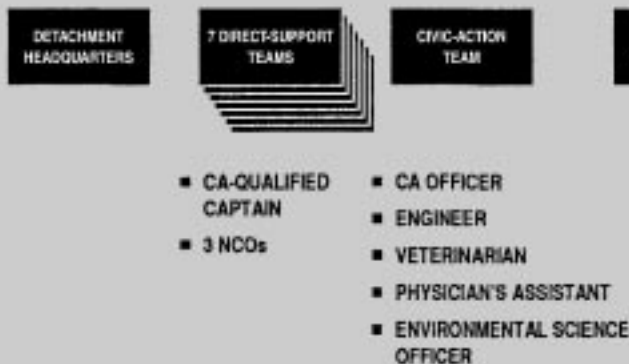 DETACHMENT
HEADQUARTERS
7 DIRECT-SUPPORT
TEAMS
CIVIC-ACTION
TEAM
■ CA-QUALIFIED
CAPTAIN
■ 3 NCOs
■ CA OFFICER
■ ENGINEER
■ VETERINARIAN
■ PHYSICIAN'S ASSISTANT
■ ENVIRONMENTAL SCIENCE
OFFICER